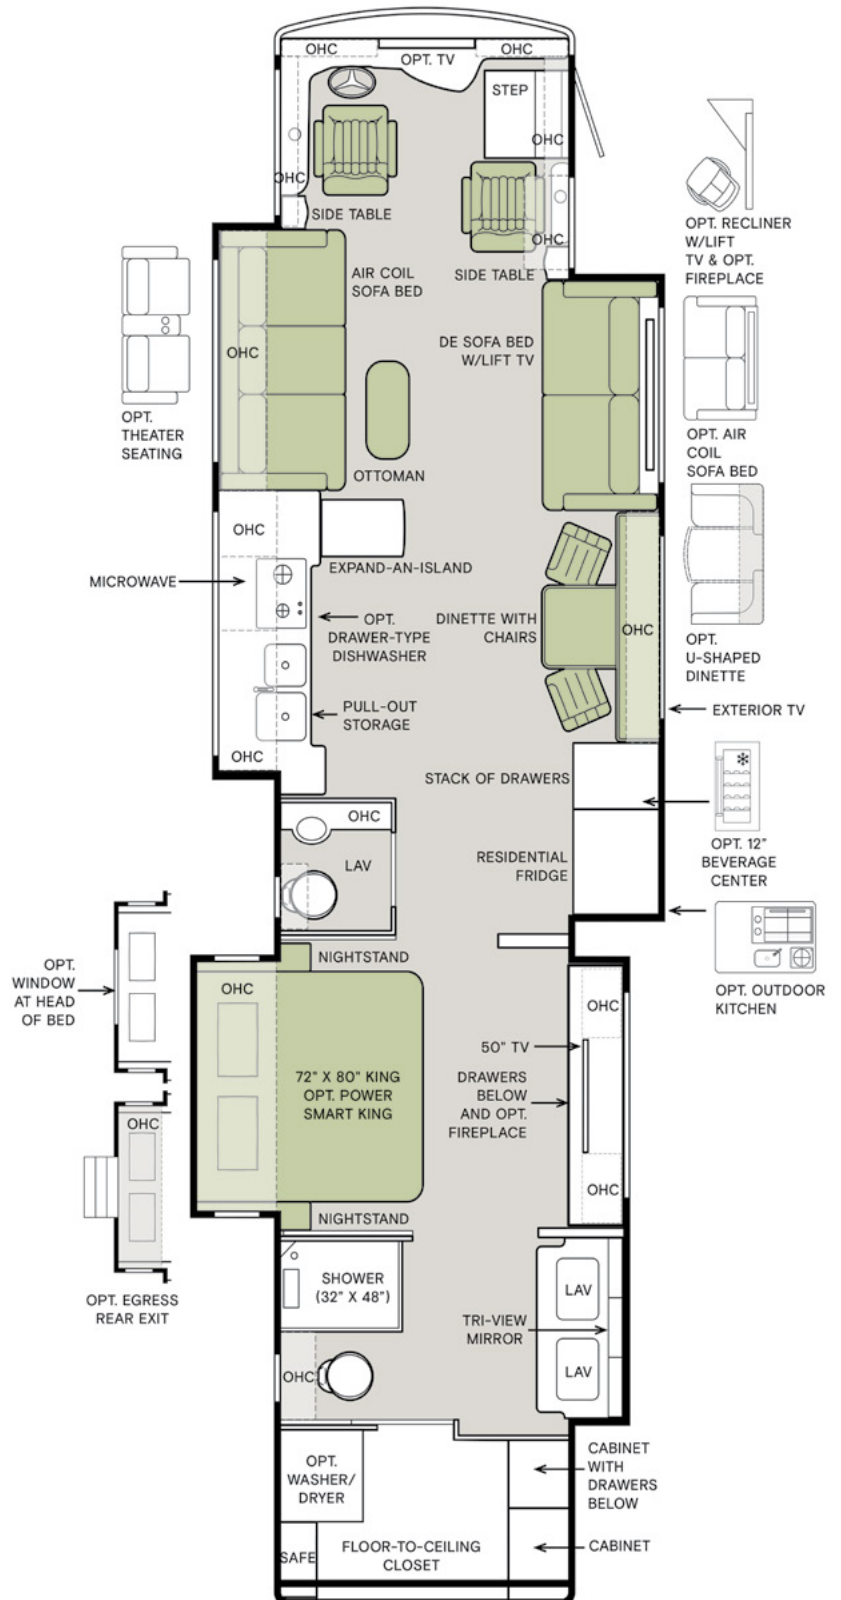 OHC
OHC
OPT. TV
STEP
OHC
OHC
SIDE TABLE
OHC
SIDE TABLE
OPT. RECLINER
W/LIFT
TV & OPT.
FIREPLACE
AIR COIL
SOFA BED
OHC
DE SOFA BED
W/LIFT TV
OPT.
THEATER
SEATING
OPT. AIR
COIL
SOFA BED
OTTOMAN
OHC
EXPAND-AN-ISLAND
MICROWAVE
OPT.
DRAWER-TYPE
DISHWASHER
DINETTE WITH
CHAIRS
OHC
OPT.
U-SHAPED
DINETTE
PULL-OUT
STORAGE
EXTERIOR TV
OHC
STACK OF DRAWERS
OHC
LAV
RESIDENTIAL
FRIDGE
OPT. 12"
BEVERAGE
CENTER
NIGHTSTAND
OPT.
WINDOW
AT HEAD
OF BED
OHC
OHC
OPT. OUTDOOR
KITCHEN
50" TV
72" X 80" KING
OPT. POWER
SMART KING
DRAWERS
BELOW
AND OPT.
FIREPLACE
OHC
OHC
NIGHTSTAND
OPT. EGRESS
REAR EXIT
SHOWER
(32" X 48")
LAV
TRI-VIEW
MIRROR
LAV
OHC
OPT.
WASHER/
DRYER
CABINET
WITH
DRAWERS
BELOW
SAFE
FLOOR-TO-CEILING
CLOSET
CABINET